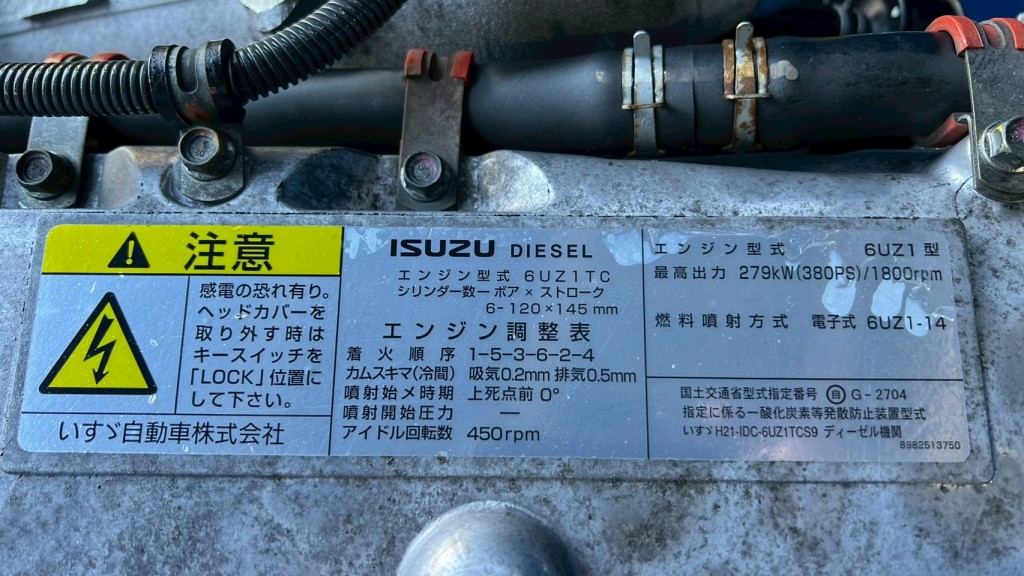 注意
感電の恐れ有り。
ヘッドカバーを
取り外す時は
キースイッチを
「LOCK」位置に
して下さい。
いすゞ自動車株式会社
ISUZU DIESEL
エンジン型式 6UZ1TC
シリンダー数ー ボア × ストローク
6-120×145 mm
エンジン調整表
着火順序 1-5-3-6-2-4
カムスキマ(冷間) 吸気0.2mm 排気0.5mm
噴射始メ時期 上死点前 0°
噴射開始圧力 ー
アイドル回転数 450rpm
エンジン型式 6UZ1型
最高出力 279kW(380PS)/1800rpm
燃料噴射方式 電子式 6UZ1-14
国土交通省型式指定番号 ㊀自 G-2704
指定に係る一酸化炭素等発散防止装置型式
いすゞH21-IDC-6UZ1TCS9 ディーゼル機関
8982513750